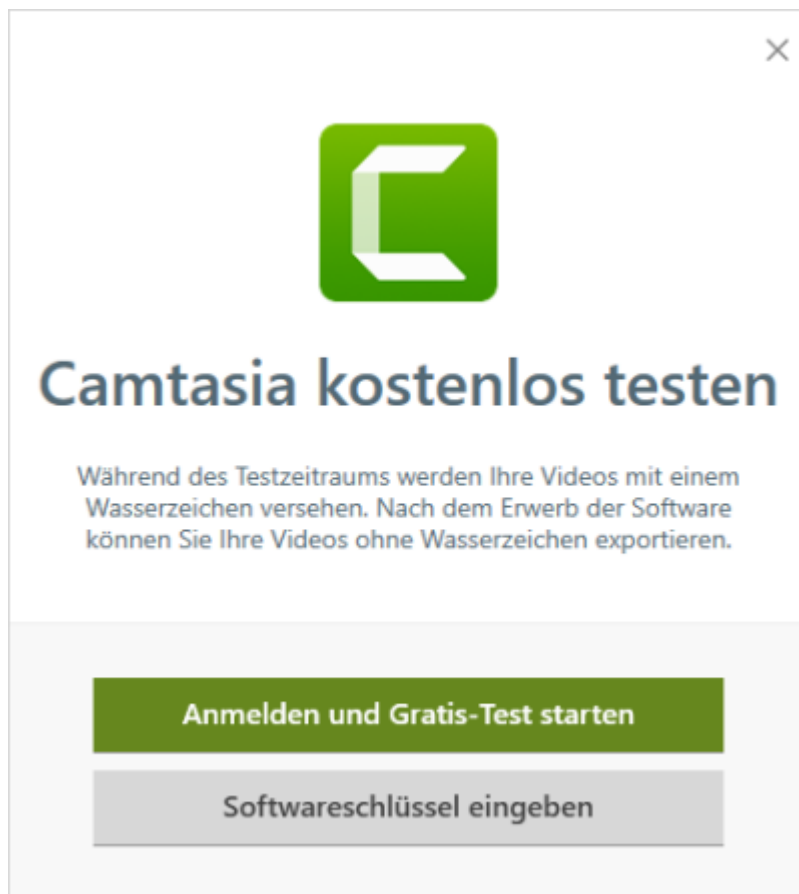 Camtasia kostenlos testen
Während des Testzeitraums werden Ihre Videos mit einem
Wasserzeichen versehen. Nach dem Erwerb der Software
können Sie Ihre Videos ohne Wasserzeichen exportieren.
Anmelden und Gratis-Test starten
Softwareschlüssel eingeben